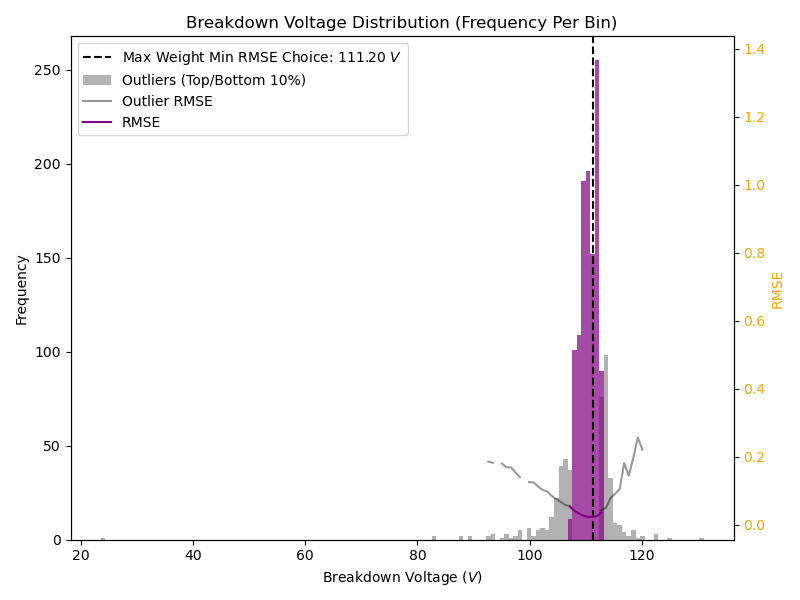 Breakdown Voltage Distribution (Frequency Per Bin)
Max Weight Min RMSE Choice: 111.20 V
Outliers (Top/Bottom 10%)
Outlier RMSE
RMSE
Frequency
250
200
150
100
50
0
1.4
1.2
1.0
0.8
0.6
0.4
0.2
0.0
RMSE
20 40 60 80 100 120
Breakdown Voltage (V)